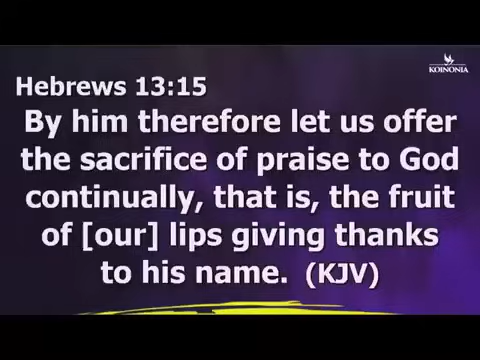 KOINONIA
Hebrews 13:15
By him therefore let us offer
the sacrifice of praise to God
continually, that is, the fruit
of [our] lips giving thanks
to his name. (KJV)